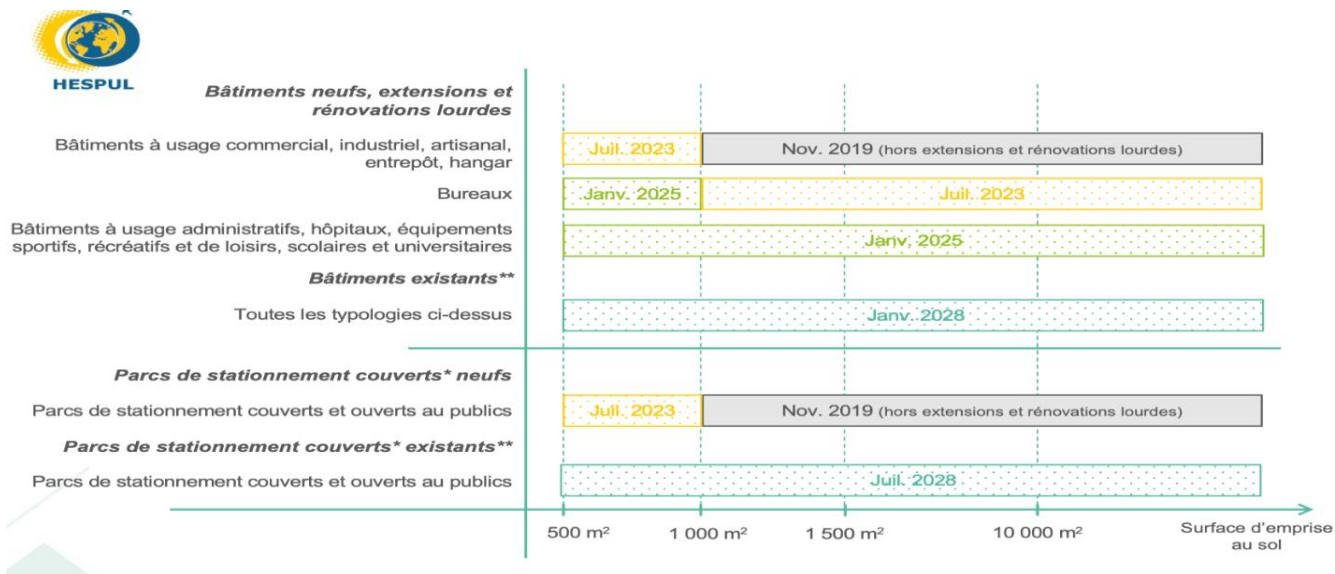 HESPUL
Bâtiments neufs, extensions et
rénovations lourdes
Bâtiments à usage commercial, industriel, artisanal,
entrepôt, hangar
Juil. 2023
Nov. 2019 (hors extensions et rénovations lourdes)
Bureaux
Janv. 2025
Juil. 2023
Bâtiments à usage administratifs, hôpitaux, équipements
sportifs, récréatifs et de loisirs, scolaires et universitaires
Janv. 2025
Bâtiments existants**
Toutes les typologies ci-dessus
Janv. 2028
Parcs de stationnement couverts* neufs
Parcs de stationnement couverts et ouverts au publics
Juil. 2023
Nov. 2019 (hors extensions et rénovations lourdes)
Parcs de stationnement couverts* existants**
Parcs de stationnement couverts et ouverts au publics
Juil. 2028
500 m²
1 000 m²
1 500 m²
10 000 m²
Surface d'emprise
au sol